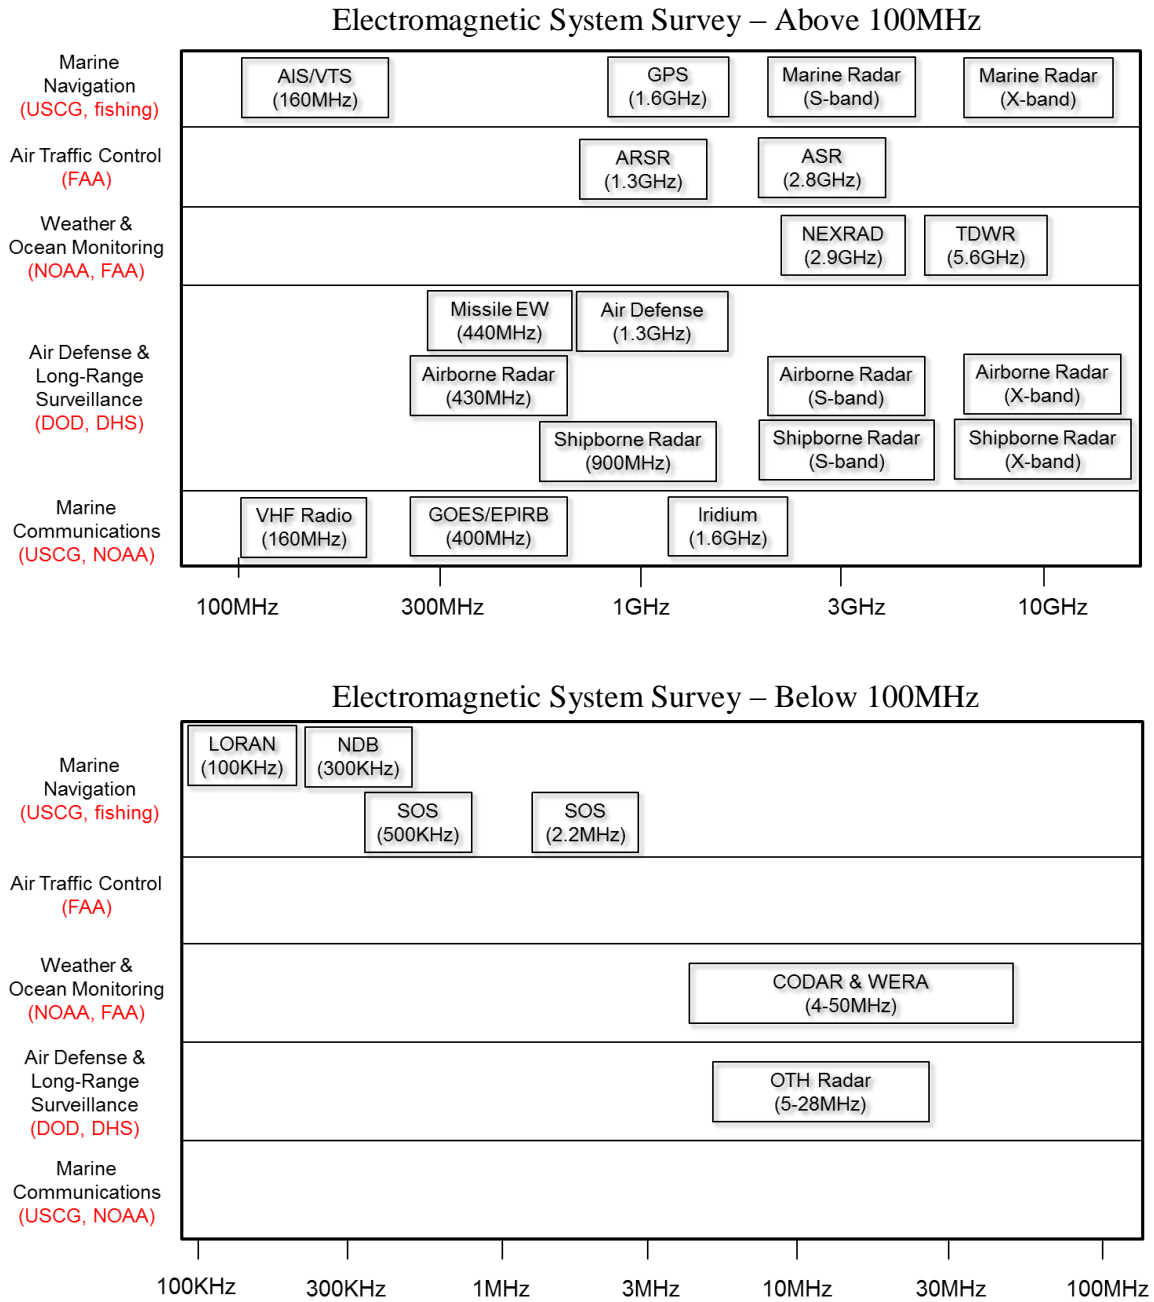 Electromagnetic System Survey – Above 100MHz
Marine
Navigation
(USCG, fishing)
AIS/VTS
(160MHz)
GPS
(1.6GHz)
Marine Radar
(S-band)
Marine Radar
(X-band)
Air Traffic Control
(FAA)
ARSR
(1.3GHz)
ASR
(2.8GHz)
Weather &
Ocean Monitoring
(NOAA, FAA)
NEXRAD
(2.9GHz)
TDWR
(5.6GHz)
Air Defense &
Long-Range
Surveillance
(DOD, DHS)
Missile EW
(440MHz)
Air Defense
(1.3GHz)
Airborne Radar
(430MHz)
Airborne Radar
(S-band)
Airborne Radar
(X-band)
Shipborne Radar
(900MHz)
Shipborne Radar
(S-band)
Shipborne Radar
(X-band)
Marine
Communications
(USCG, NOAA)
VHF Radio
(160MHz)
GOES/EPIRB
(400MHz)
Iridium
(1.6GHz)
100MHz 300MHz 1GHz 3GHz 10GHz
Electromagnetic System Survey – Below 100MHz
Marine
Navigation
(USCG, fishing)
LORAN
(100KHz)
NDB
(300KHz)
SOS
(500KHz)
SOS
(2.2MHz)
Air Traffic Control
(FAA)
Weather &
Ocean Monitoring
(NOAA, FAA)
CODAR & WERA
(4-50MHz)
Air Defense &
Long-Range
Surveillance
(DOD, DHS)
OTH Radar
(5-28MHz)
Marine
Communications
(USCG, NOAA)
100KHz 300KHz 1MHz 3MHz 10MHz 30MHz 100MHz